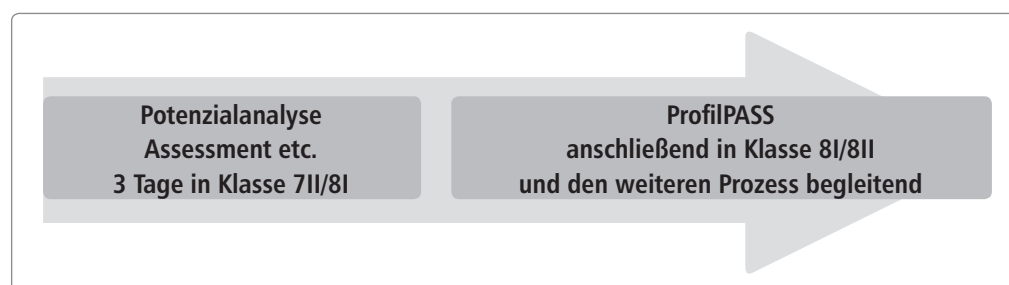 Potenzialanalyse
Assessment etc.
3 Tage in Klasse 7II/8I
ProfilPASS
anschließend in Klasse 8I/8II
und den weiteren Prozess begleitend